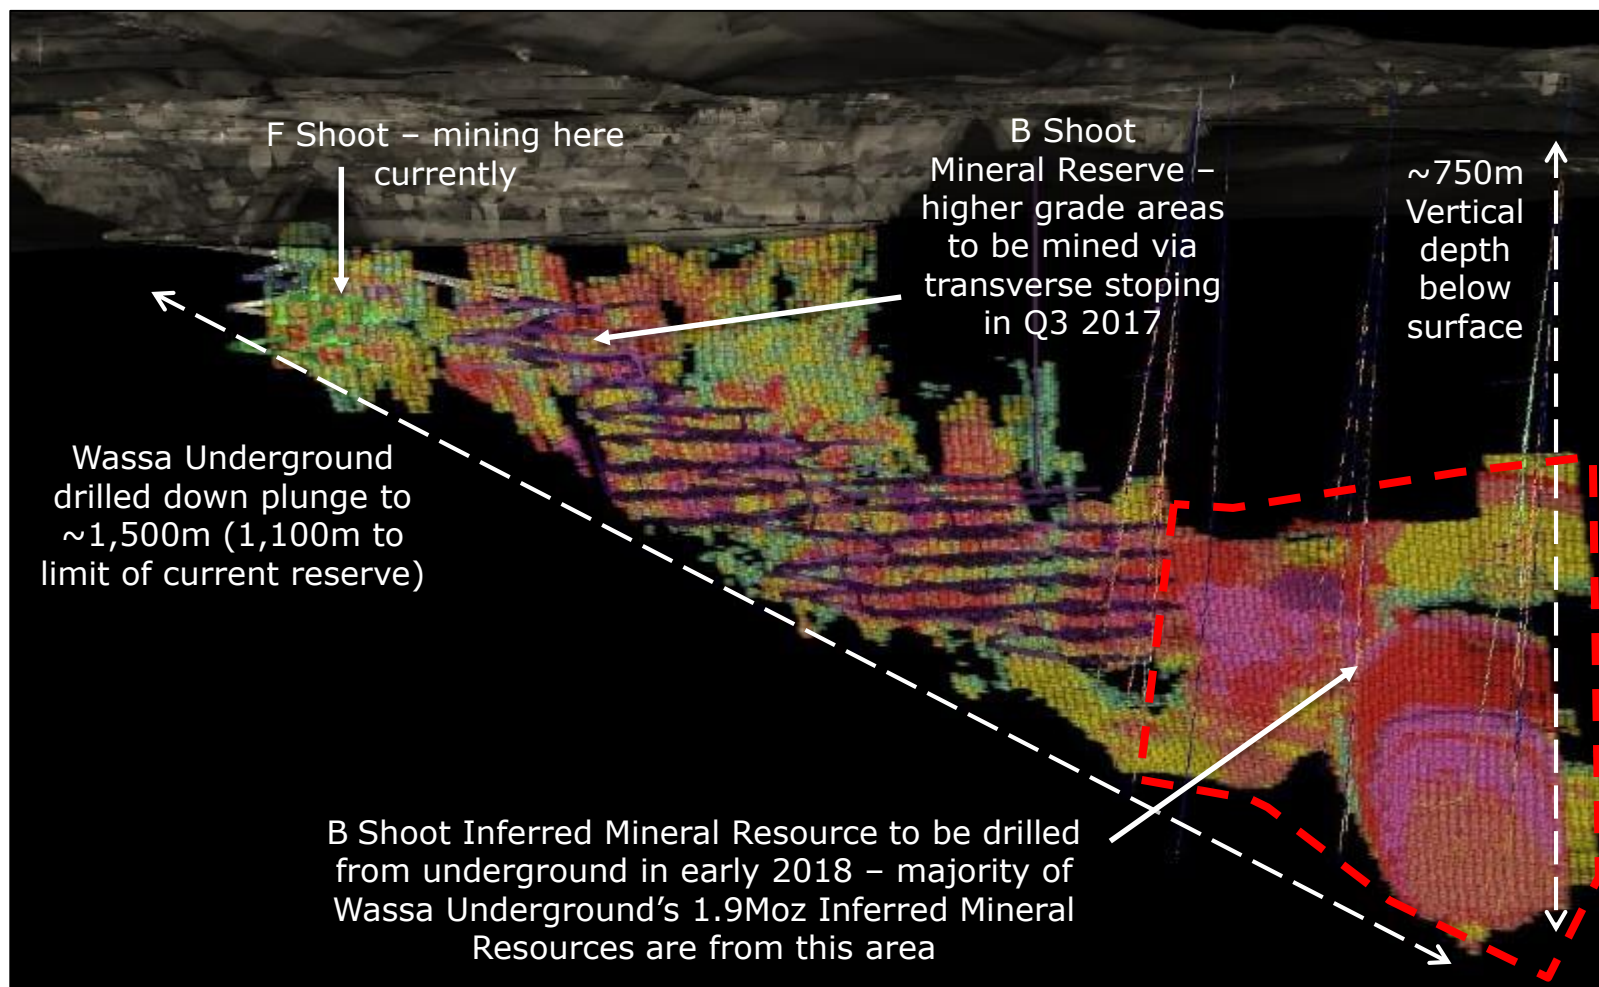 F Shoot – mining here
currently
B Shoot
Mineral Reserve –
higher grade areas
to be mined via
transverse stoping
in Q3 2017
~750m
Vertical
depth
below
surface
Wassa Underground
drilled down plunge to
~1,500m (1,100m to
limit of current reserve)
B Shoot Inferred Mineral Resource to be drilled
from underground in early 2018 – majority of
Wassa Underground’s 1.9Moz Inferred Mineral
Resources are from this area